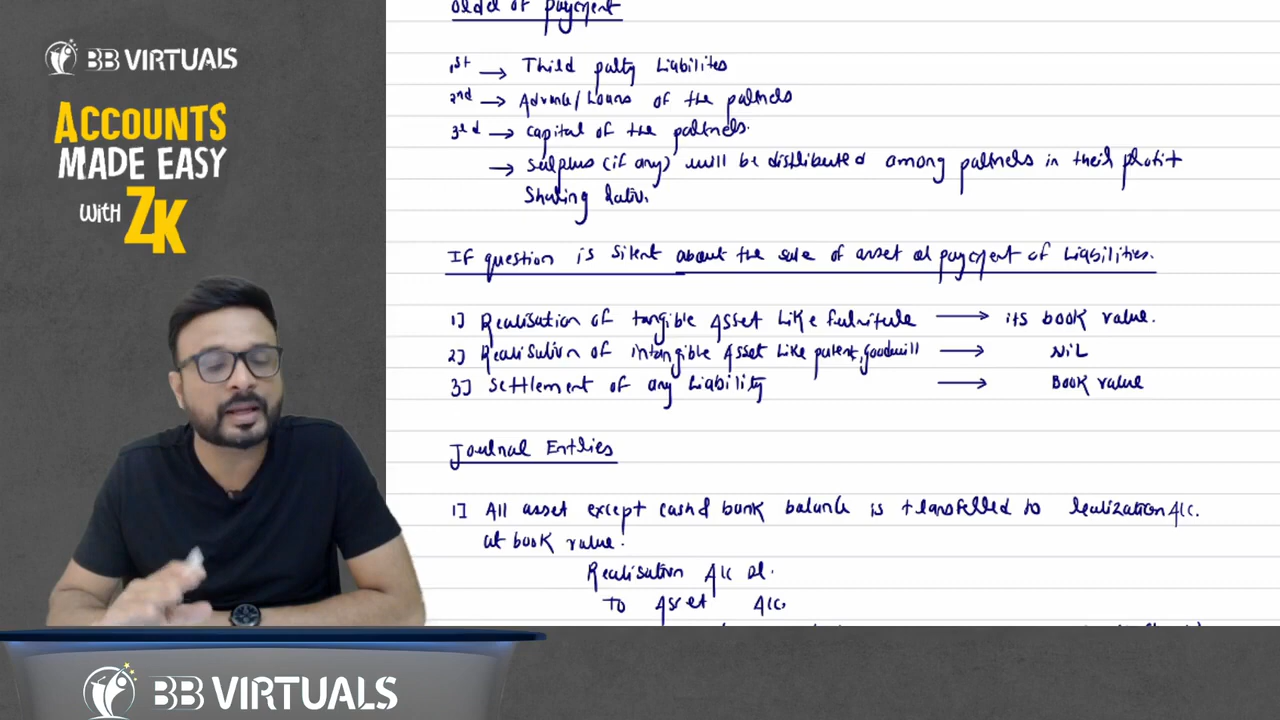 BB VIRTUALS
ACCOUNTS
MADE EASY
WITH ZK
Order of payment
1st → Third party Liabilites
2nd → Advance/Loans of the partners
3rd → Capital of the partners.
→ Surplus (if any) will be distributed among partners in their profit
Sharing ratio.
If question is silent about the sale of asset or payment of Liabilities.
1] Realisation of tangible Asset Like furniture → its book value.
2] Realisation of intangible Asset Like patent, Goodwill → NIL
3] Settlement of any Liability → Book value
Journal Entries
1] All asset except cash & bank balance is transferred to realization A/c.
at book value.
Realisation A/c Dr.
To Asset A/c
BB VIRTUALS